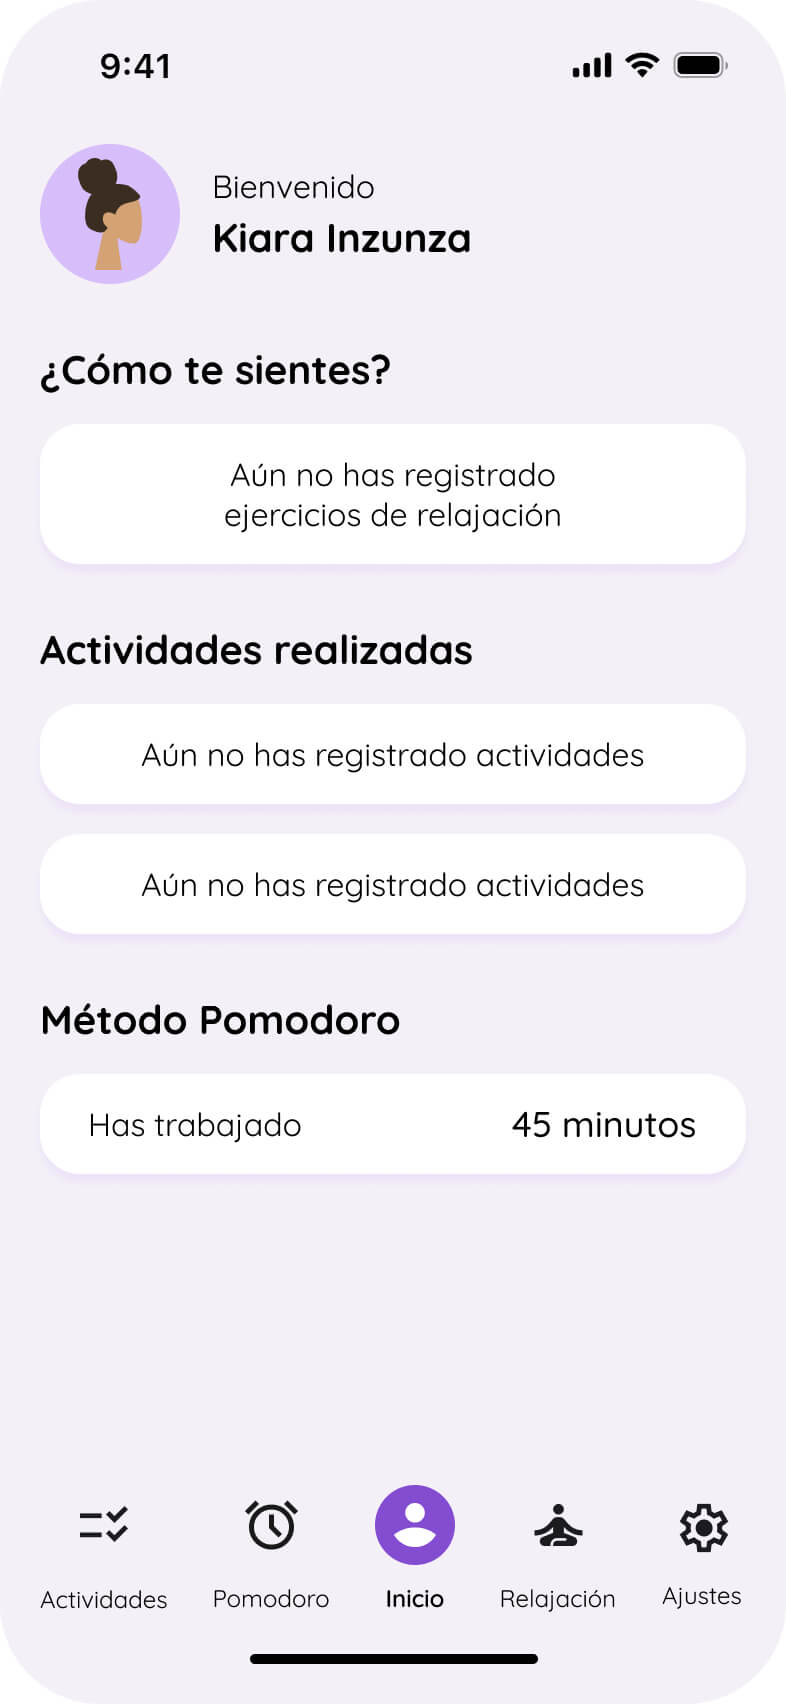 9:41
Bienvenido
Kiara Inzunza
¿Cómo te sientes?
Aún no has registrado
ejercicios de relajación
Actividades realizadas
Aún no has registrado actividades
Aún no has registrado actividades
Método Pomodoro
Has trabajado 45 minutos
Actividades Pomodoro Inicio Relajación Ajustes